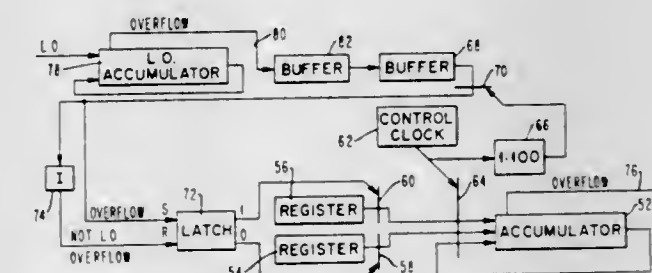 OVERFLOW
80
L O
78
L.O.
ACCUMULATOR
82
BUFFER
68
BUFFER
70
CONTROL
CLOCK
62
66
1-100
I
74
56
REGISTER
60
64
OVERFLOW
76
52
ACCUMULATOR
OVERFLOW
S
72
LATCH
1
R
0
NOT L O
OVERFLOW
REGISTER
54
58